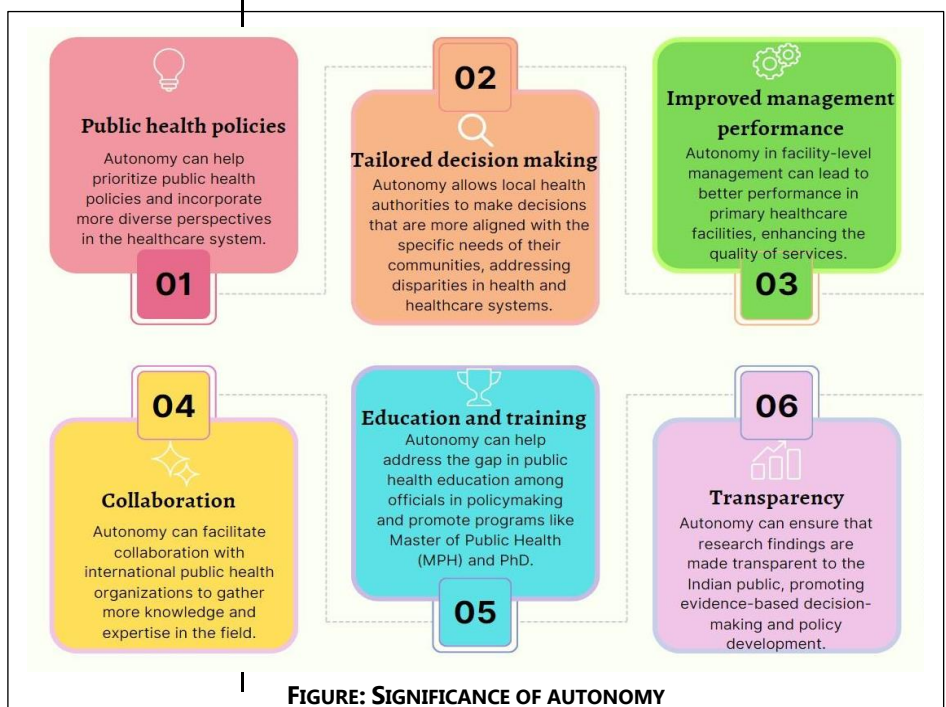 Public health policies
Autonomy can help
prioritize public health
policies and incorporate
more diverse perspectives
in the healthcare system.
01
02
Tailored decision making
Autonomy allows local health
authorities to make decisions
that are more aligned with the
specific needs of their
communities, addressing
disparities in health and
healthcare systems.
Improved management
performance
Autonomy in facility-level
management can lead to
better performance in
primary healthcare
facilities, enhancing the
quality of services.
03
04
Collaboration
Autonomy can facilitate
collaboration with
international public health
organizations to gather
more knowledge and
expertise in the field.
Education and training
Autonomy can help
address the gap in public
health education among
officials in policymaking
and promote programs like
Master of Public Health
(MPH) and PhD.
05
06
Transparency
Autonomy can ensure that
research findings are
made transparent to the
Indian public, promoting
evidence-based decision-
making and policy
development.
FIGURE: SIGNIFICANCE OF AUTONOMY